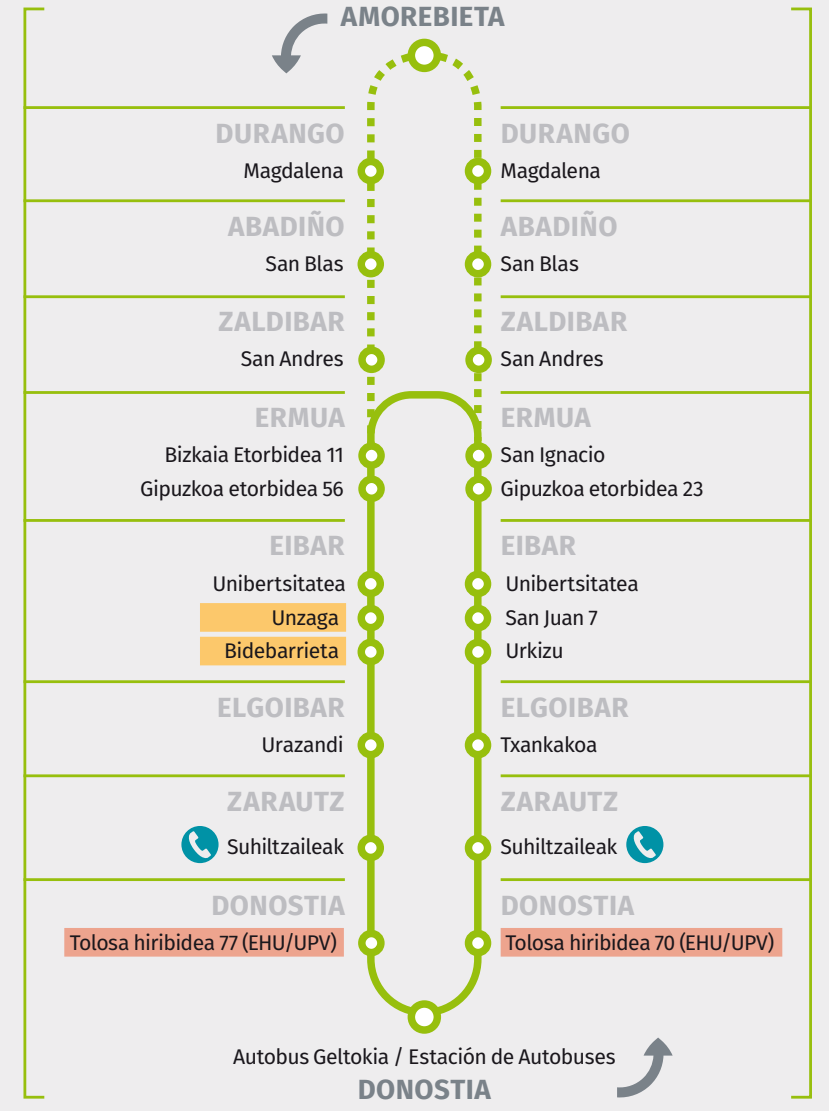 AMOREBIETA
DURANGO
Magdalena
DURANGO
Magdalena
ABADIÑO
San Blas
ABADIÑO
San Blas
ZALDIBAR
San Andres
ZALDIBAR
San Andres
ERMUA
Bizkaia Etorbidea 11
Gipuzkoa etorbidea 56
ERMUA
San Ignacio
Gipuzkoa etorbidea 23
EIBAR
Unibertsitatea
Unzaga
Bidebarrieta
EIBAR
Unibertsitatea
San Juan 7
Urkizu
ELGOIBAR
Urazandi
ELGOIBAR
Txankakoa
ZARAUTZ
Suhiltzaileak
ZARAUTZ
Suhiltzaileak
DONOSTIA
Tolosa hiribidea 77 (EHU/UPV)
DONOSTIA
Tolosa hiribidea 70 (EHU/UPV)
Autobus Geltokia / Estación de Autobuses
DONOSTIA